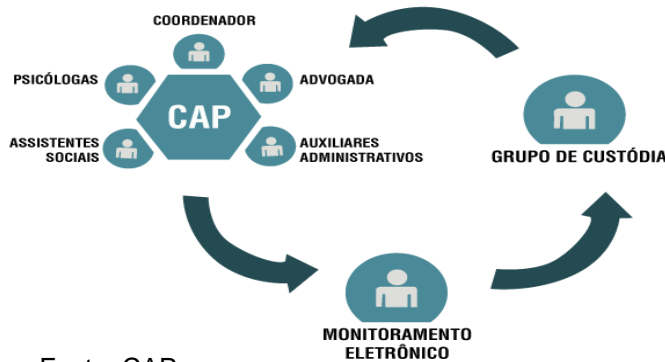 COORDENADOR
PSICÓLOGAS
ADVOGADA
CAP
ASSISTENTES
SOCIAIS
AUXILIARES
ADMINISTRATIVOS
GRUPO DE CUSTÓDIA
MONITORAMENTO
ELETRÔNICO